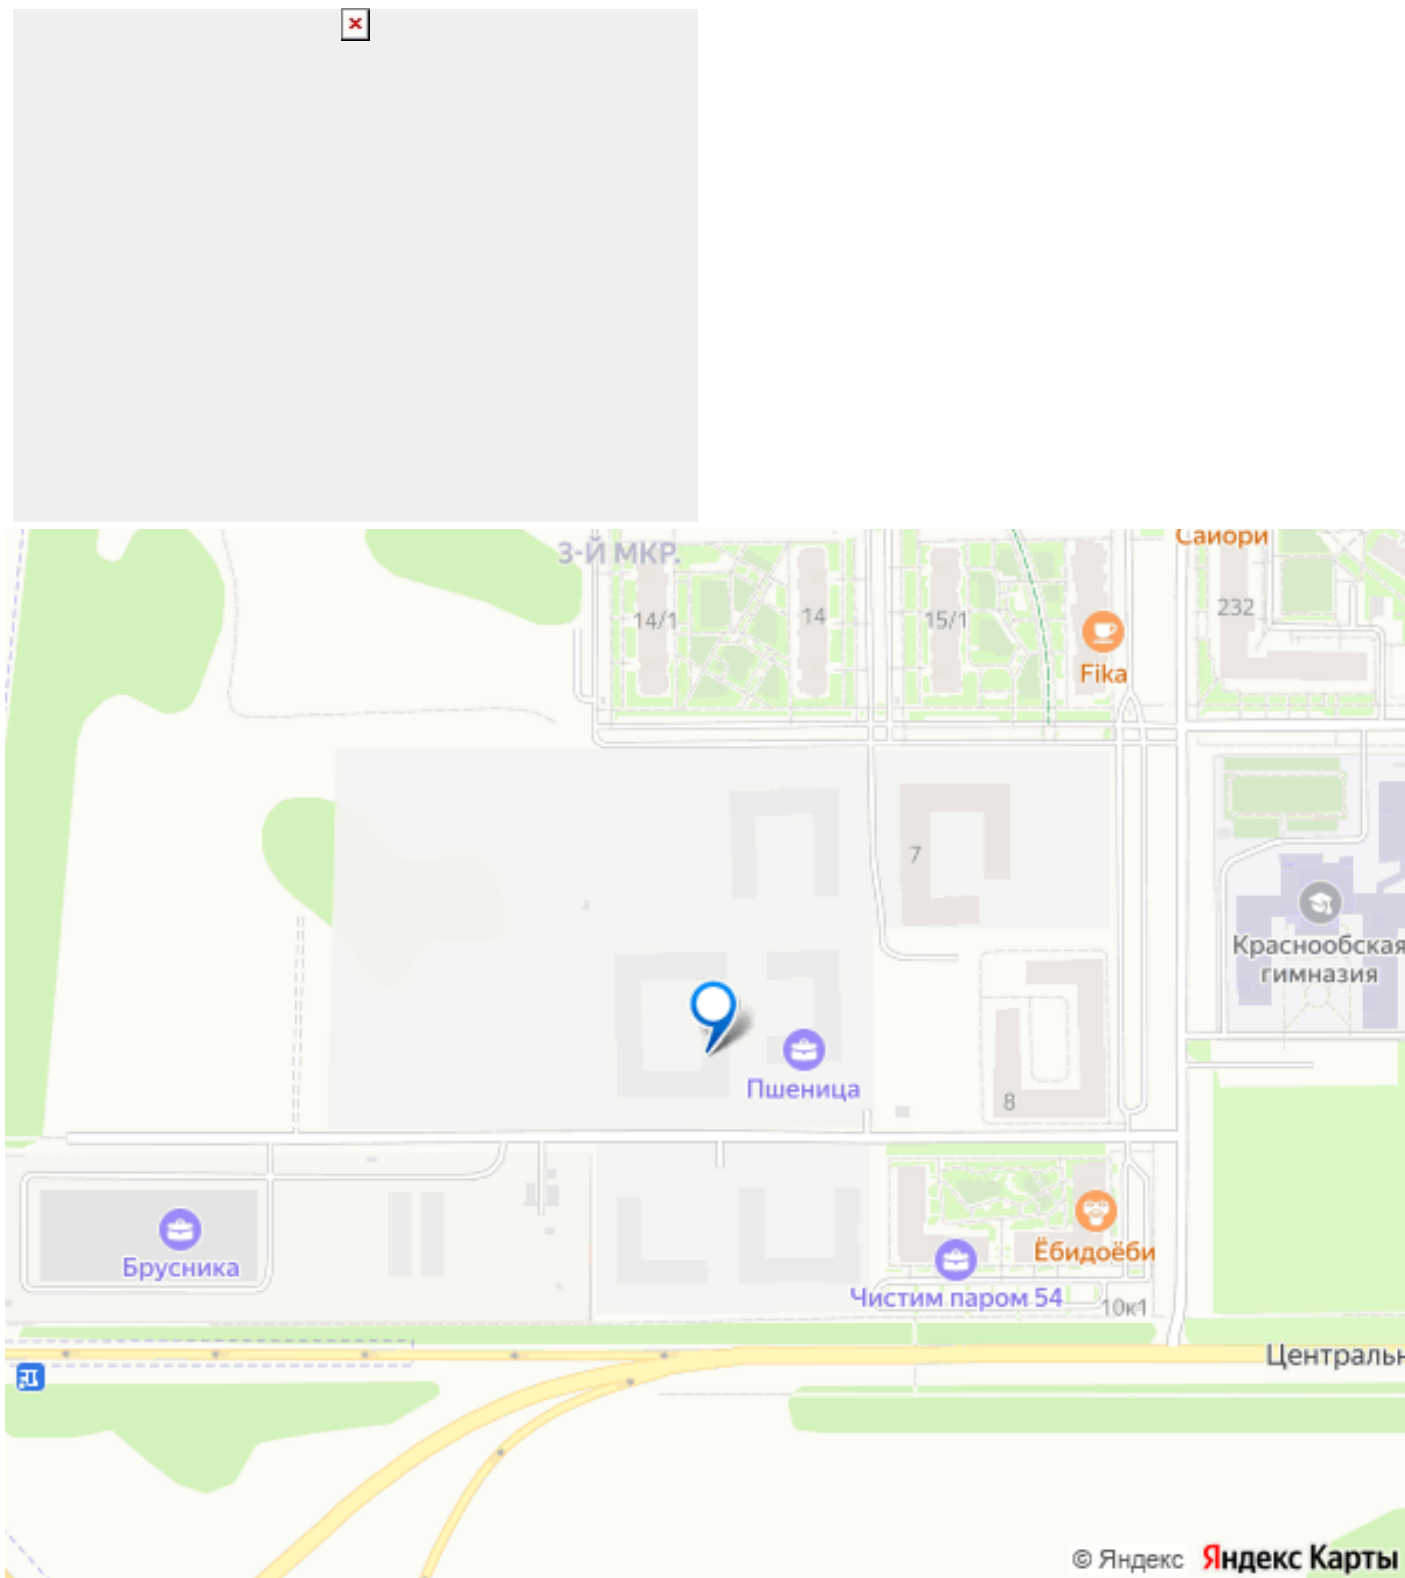 Сайори
3-Й МКР.
232
14/1
14
15/1
Fika
7
Краснообская
гимназия
Пшеница
8
Брусника
Ёбидоёби
Чистим паром 54
10к1
Центральн
© Яндекс Яндекс Карты